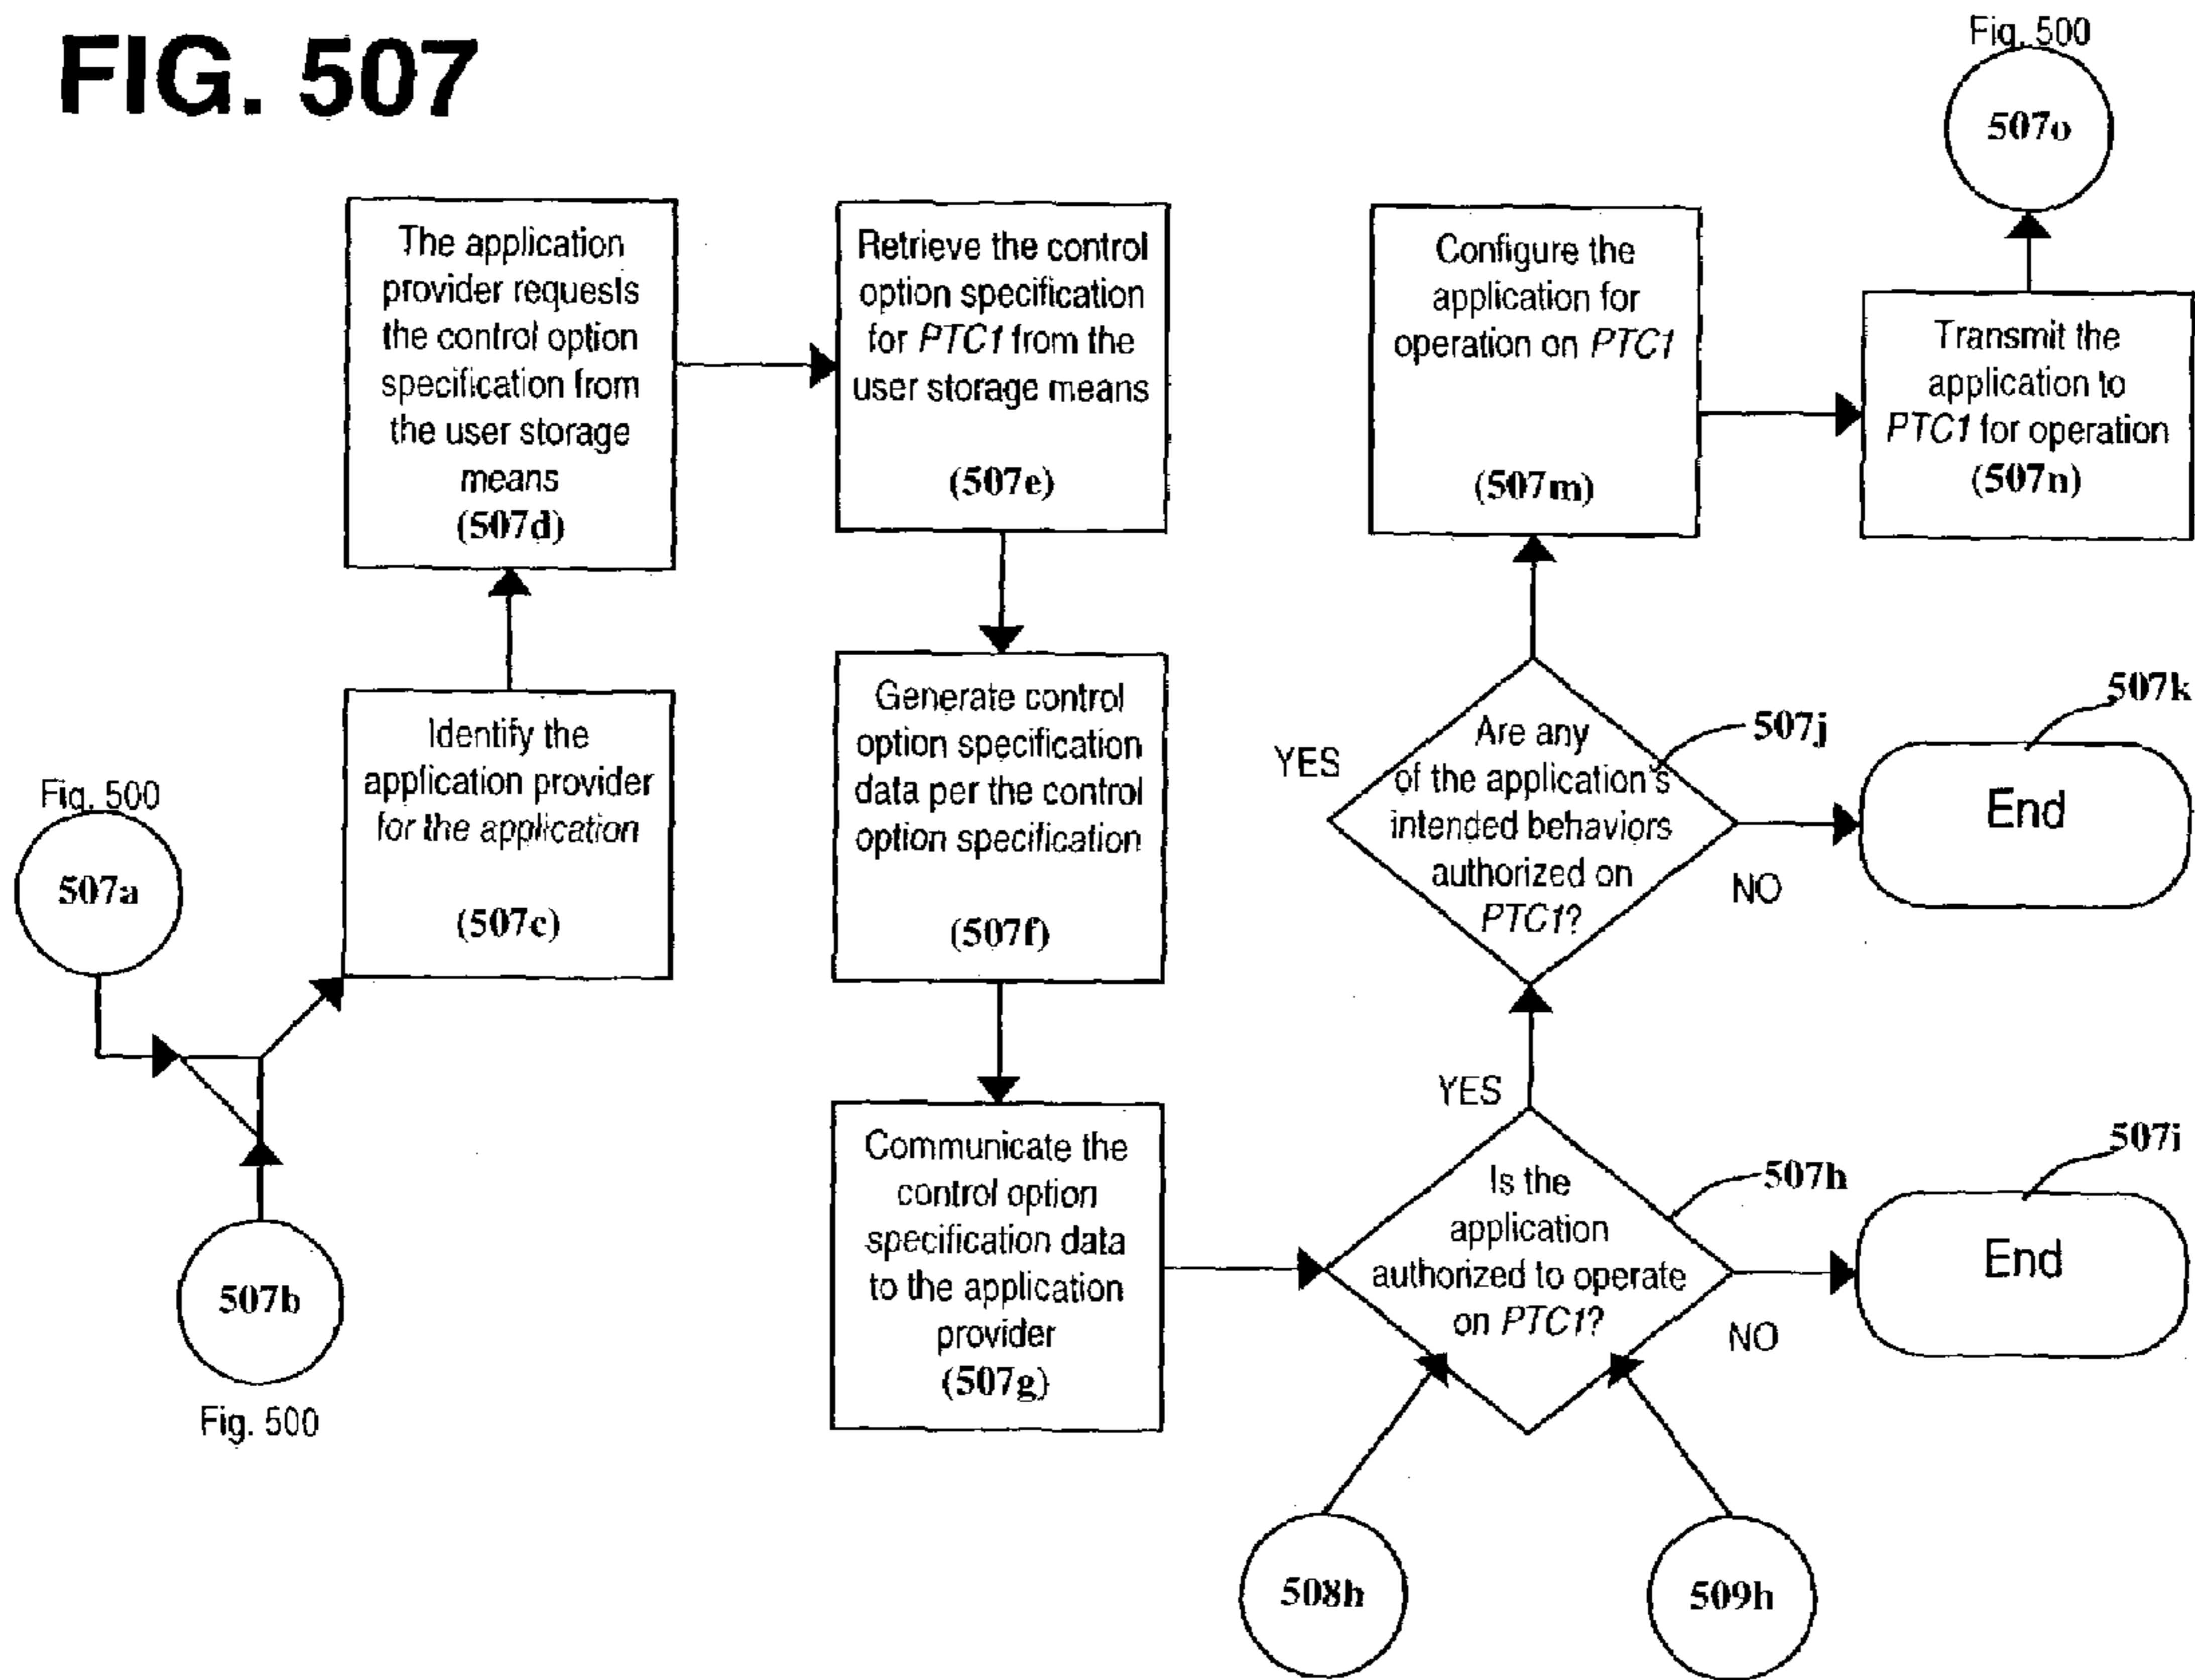 FIG. 507
Fig. 500
507a
507b
Fig. 500
Identify the
application provider
for the application
(507c)
The application
provider requests
the control option
specification from
the user storage
means
(507d)
Retrieve the control
option specification
for PTC1 from the
user storage means
(507e)
Generate control
option specification
data per the control
option specification
(507f)
Communicate the
control option
specification data
to the application
provider
(507g)
Is the
application
authorized to operate
on PTC1?
507h
508h
509h
NO
End
507i
YES
Are any
of the application's
intended behaviors
authorized on
PTC1?
507j
NO
End
507k
YES
Configure the
application for
operation on PTC1
(507m)
Transmit the
application to
PTC1 for operation
(507n)
507o
Fig. 500